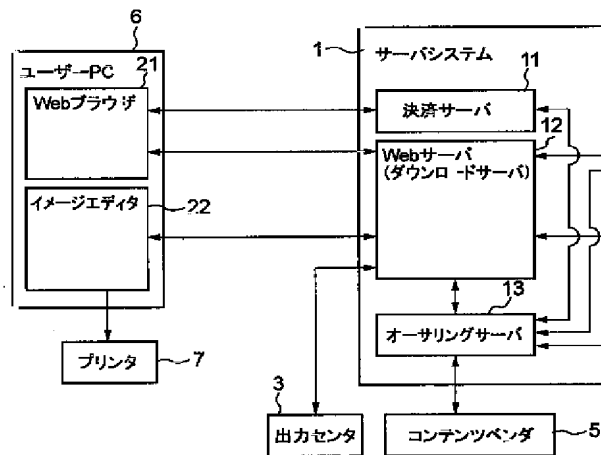 6
ユーザーPC
21
Webブラウザ
イメージエディタ
22
プリンタ
7
1
サーバシステム
11
決済サーバ
12
Webサーバ
(ダウンロードサーバ)
13
オーサリングサーバ
3
出力センタ
コンテンツベンダ
5